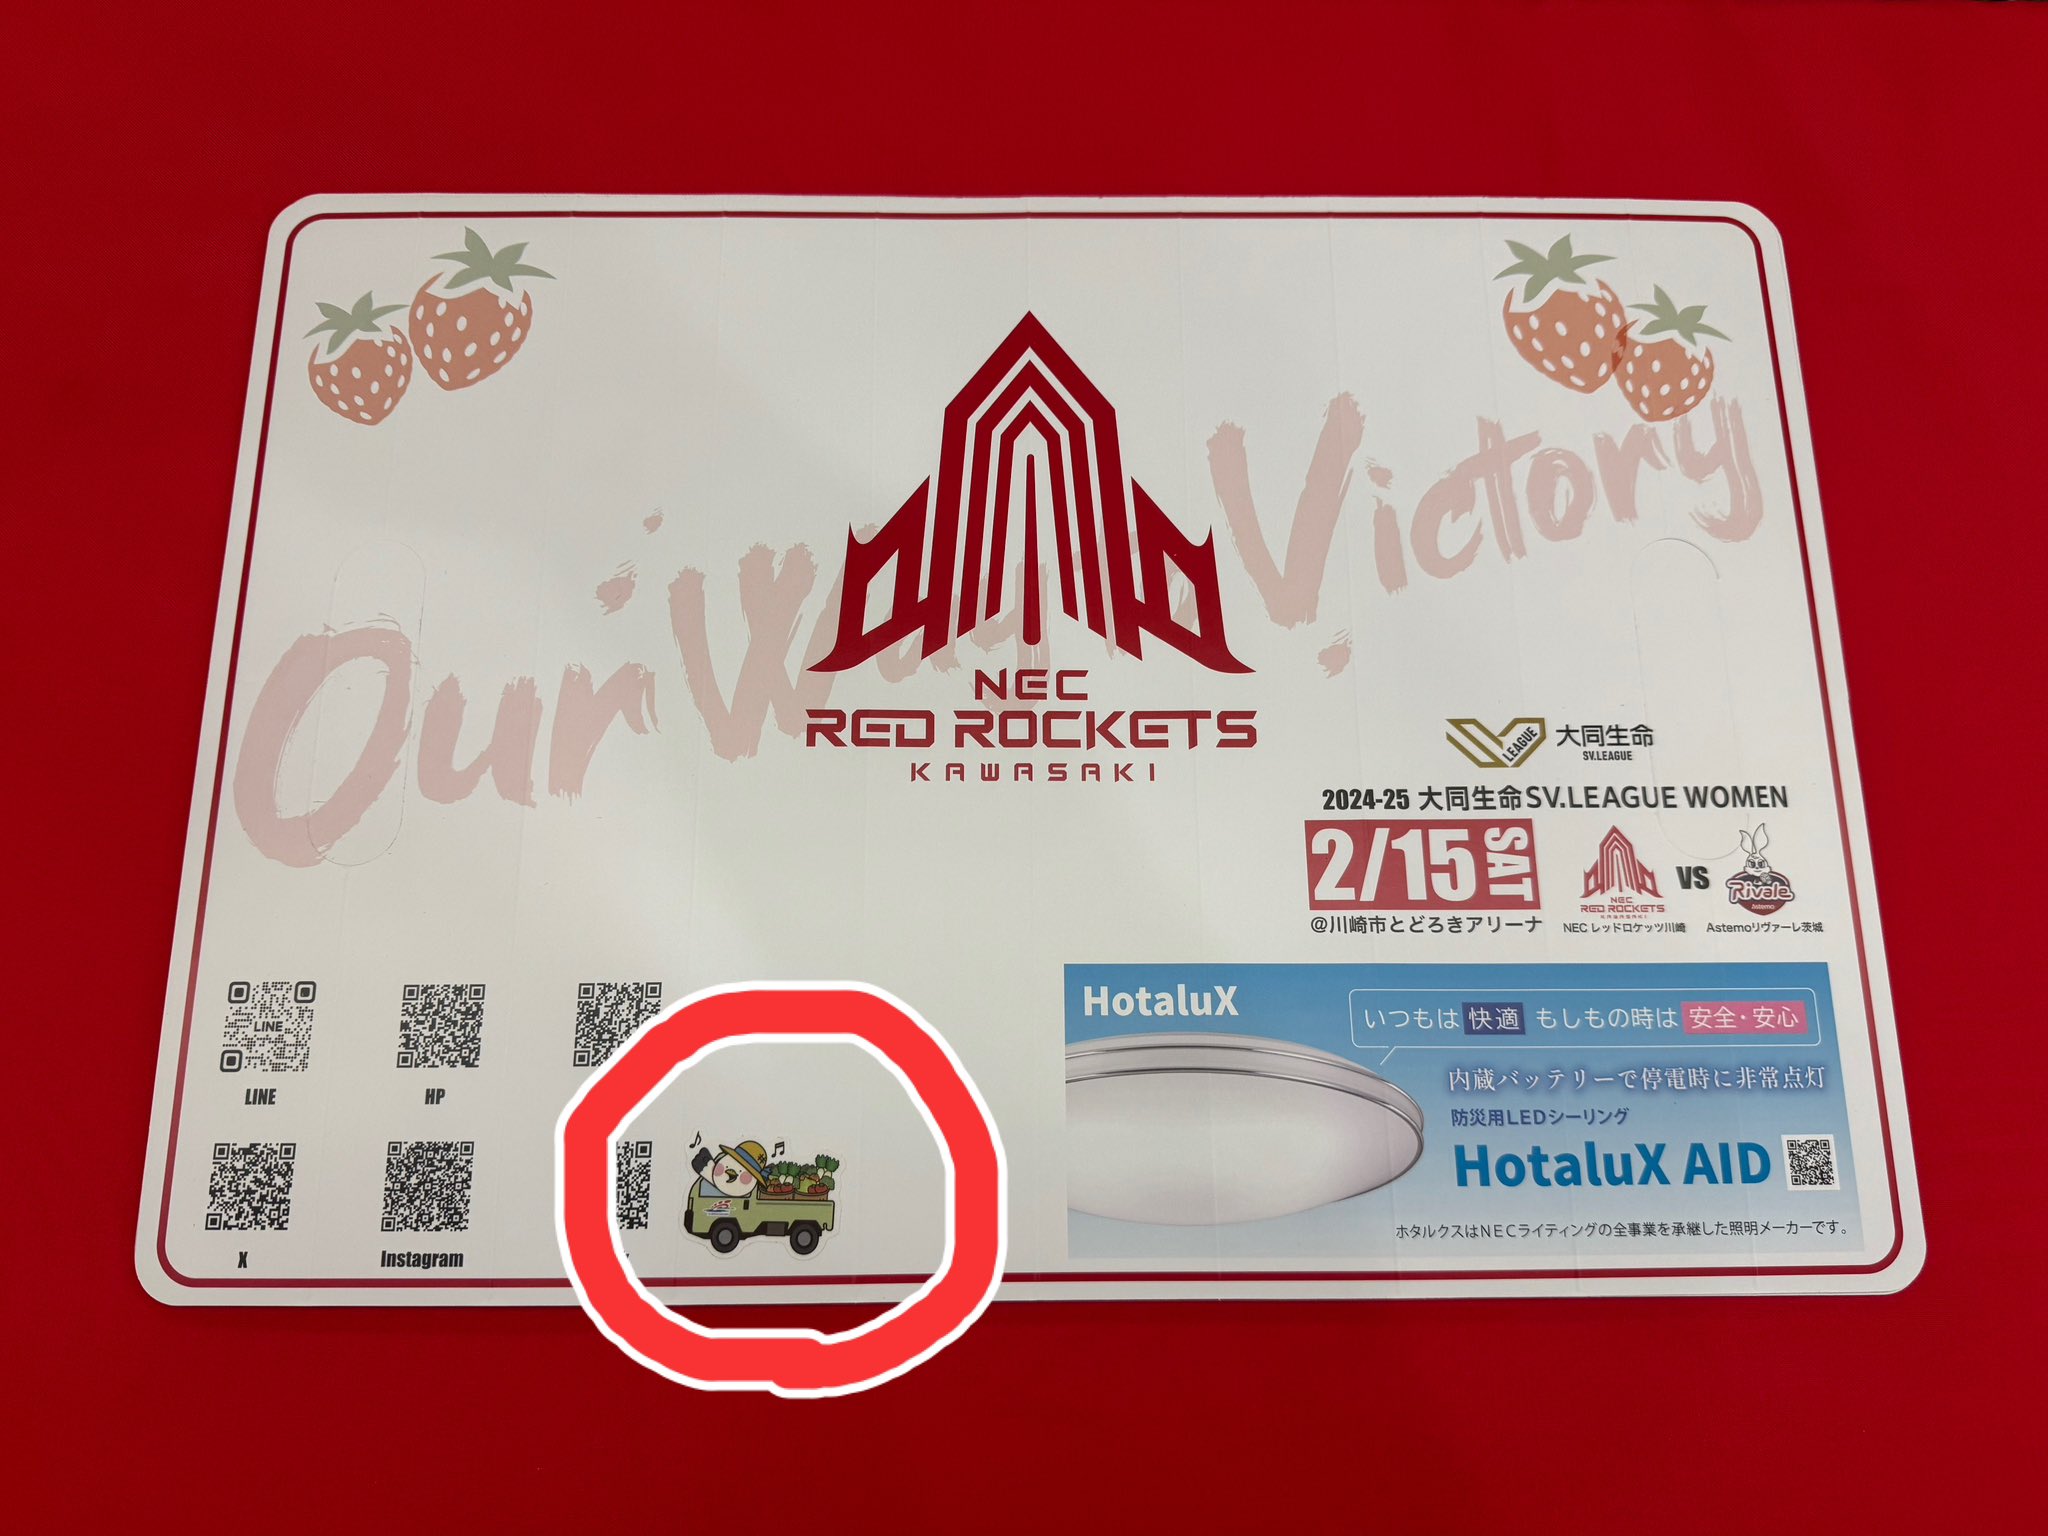 Our Way to Victory
NEC
RED ROCKETS
KAWASAKI
LEAGUE
大同生命
SV.LEAGUE
2024-25 大同生命SV.LEAGUE WOMEN
2/15 SAT
@川崎市とどろきアリーナ
NEC
RED ROCKETS
KAWASAKI
NEC レッドロケッツ川崎
VS
Rivale
Astemo
Astemoリヴァーレ茨城
LINE
LINE
HP
X
Instagram
HotaluX
いつもは 快適 もしもの時は 安全・安心
内蔵バッテリーで停電時に非常点灯
防災用LEDシーリング
HotaluX AID
ホタルクスはNECライティングの全事業を承継した照明メーカーです。